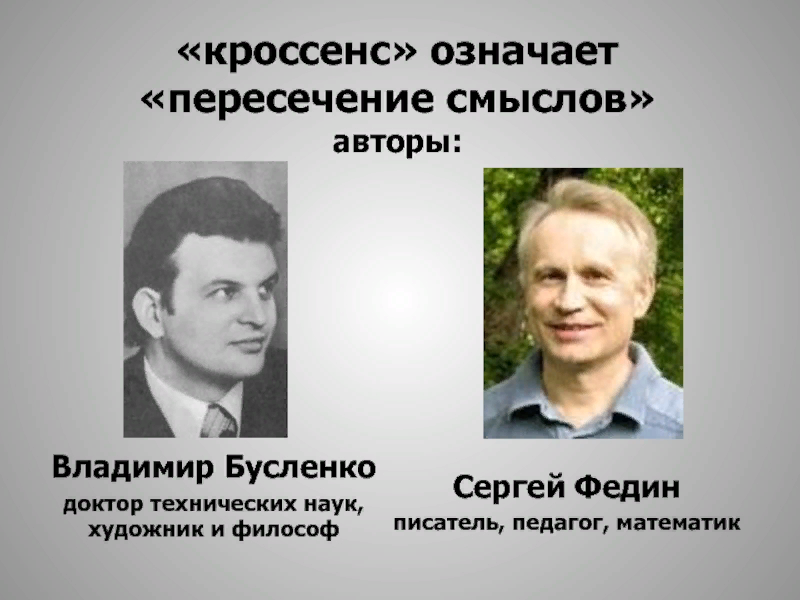 «кроссенс» означает
«пересечение смыслов»
авторы:
Владимир Бусленко
доктор технических наук,
художник и философ
Сергей Федин
писатель, педагог, математик